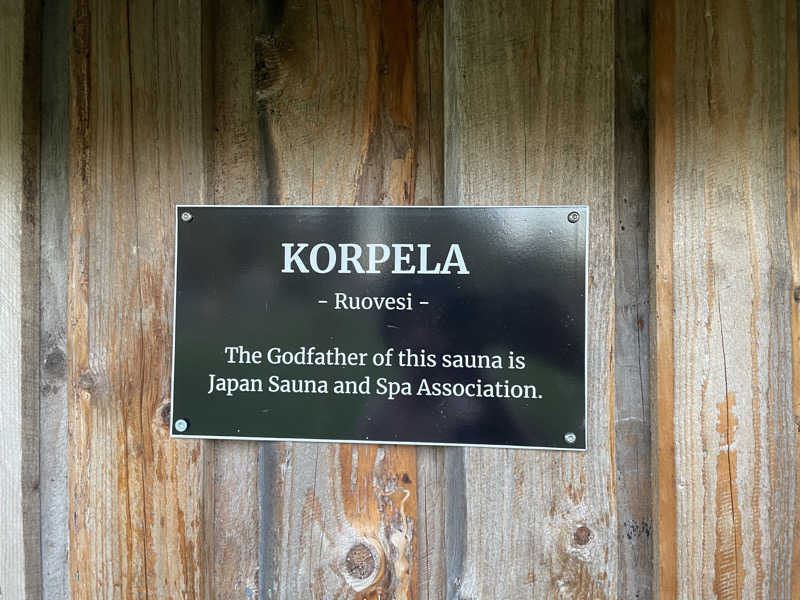 KORPELA
- Ruovesi -
The Godfather of this sauna is
Japan Sauna and Spa Association.